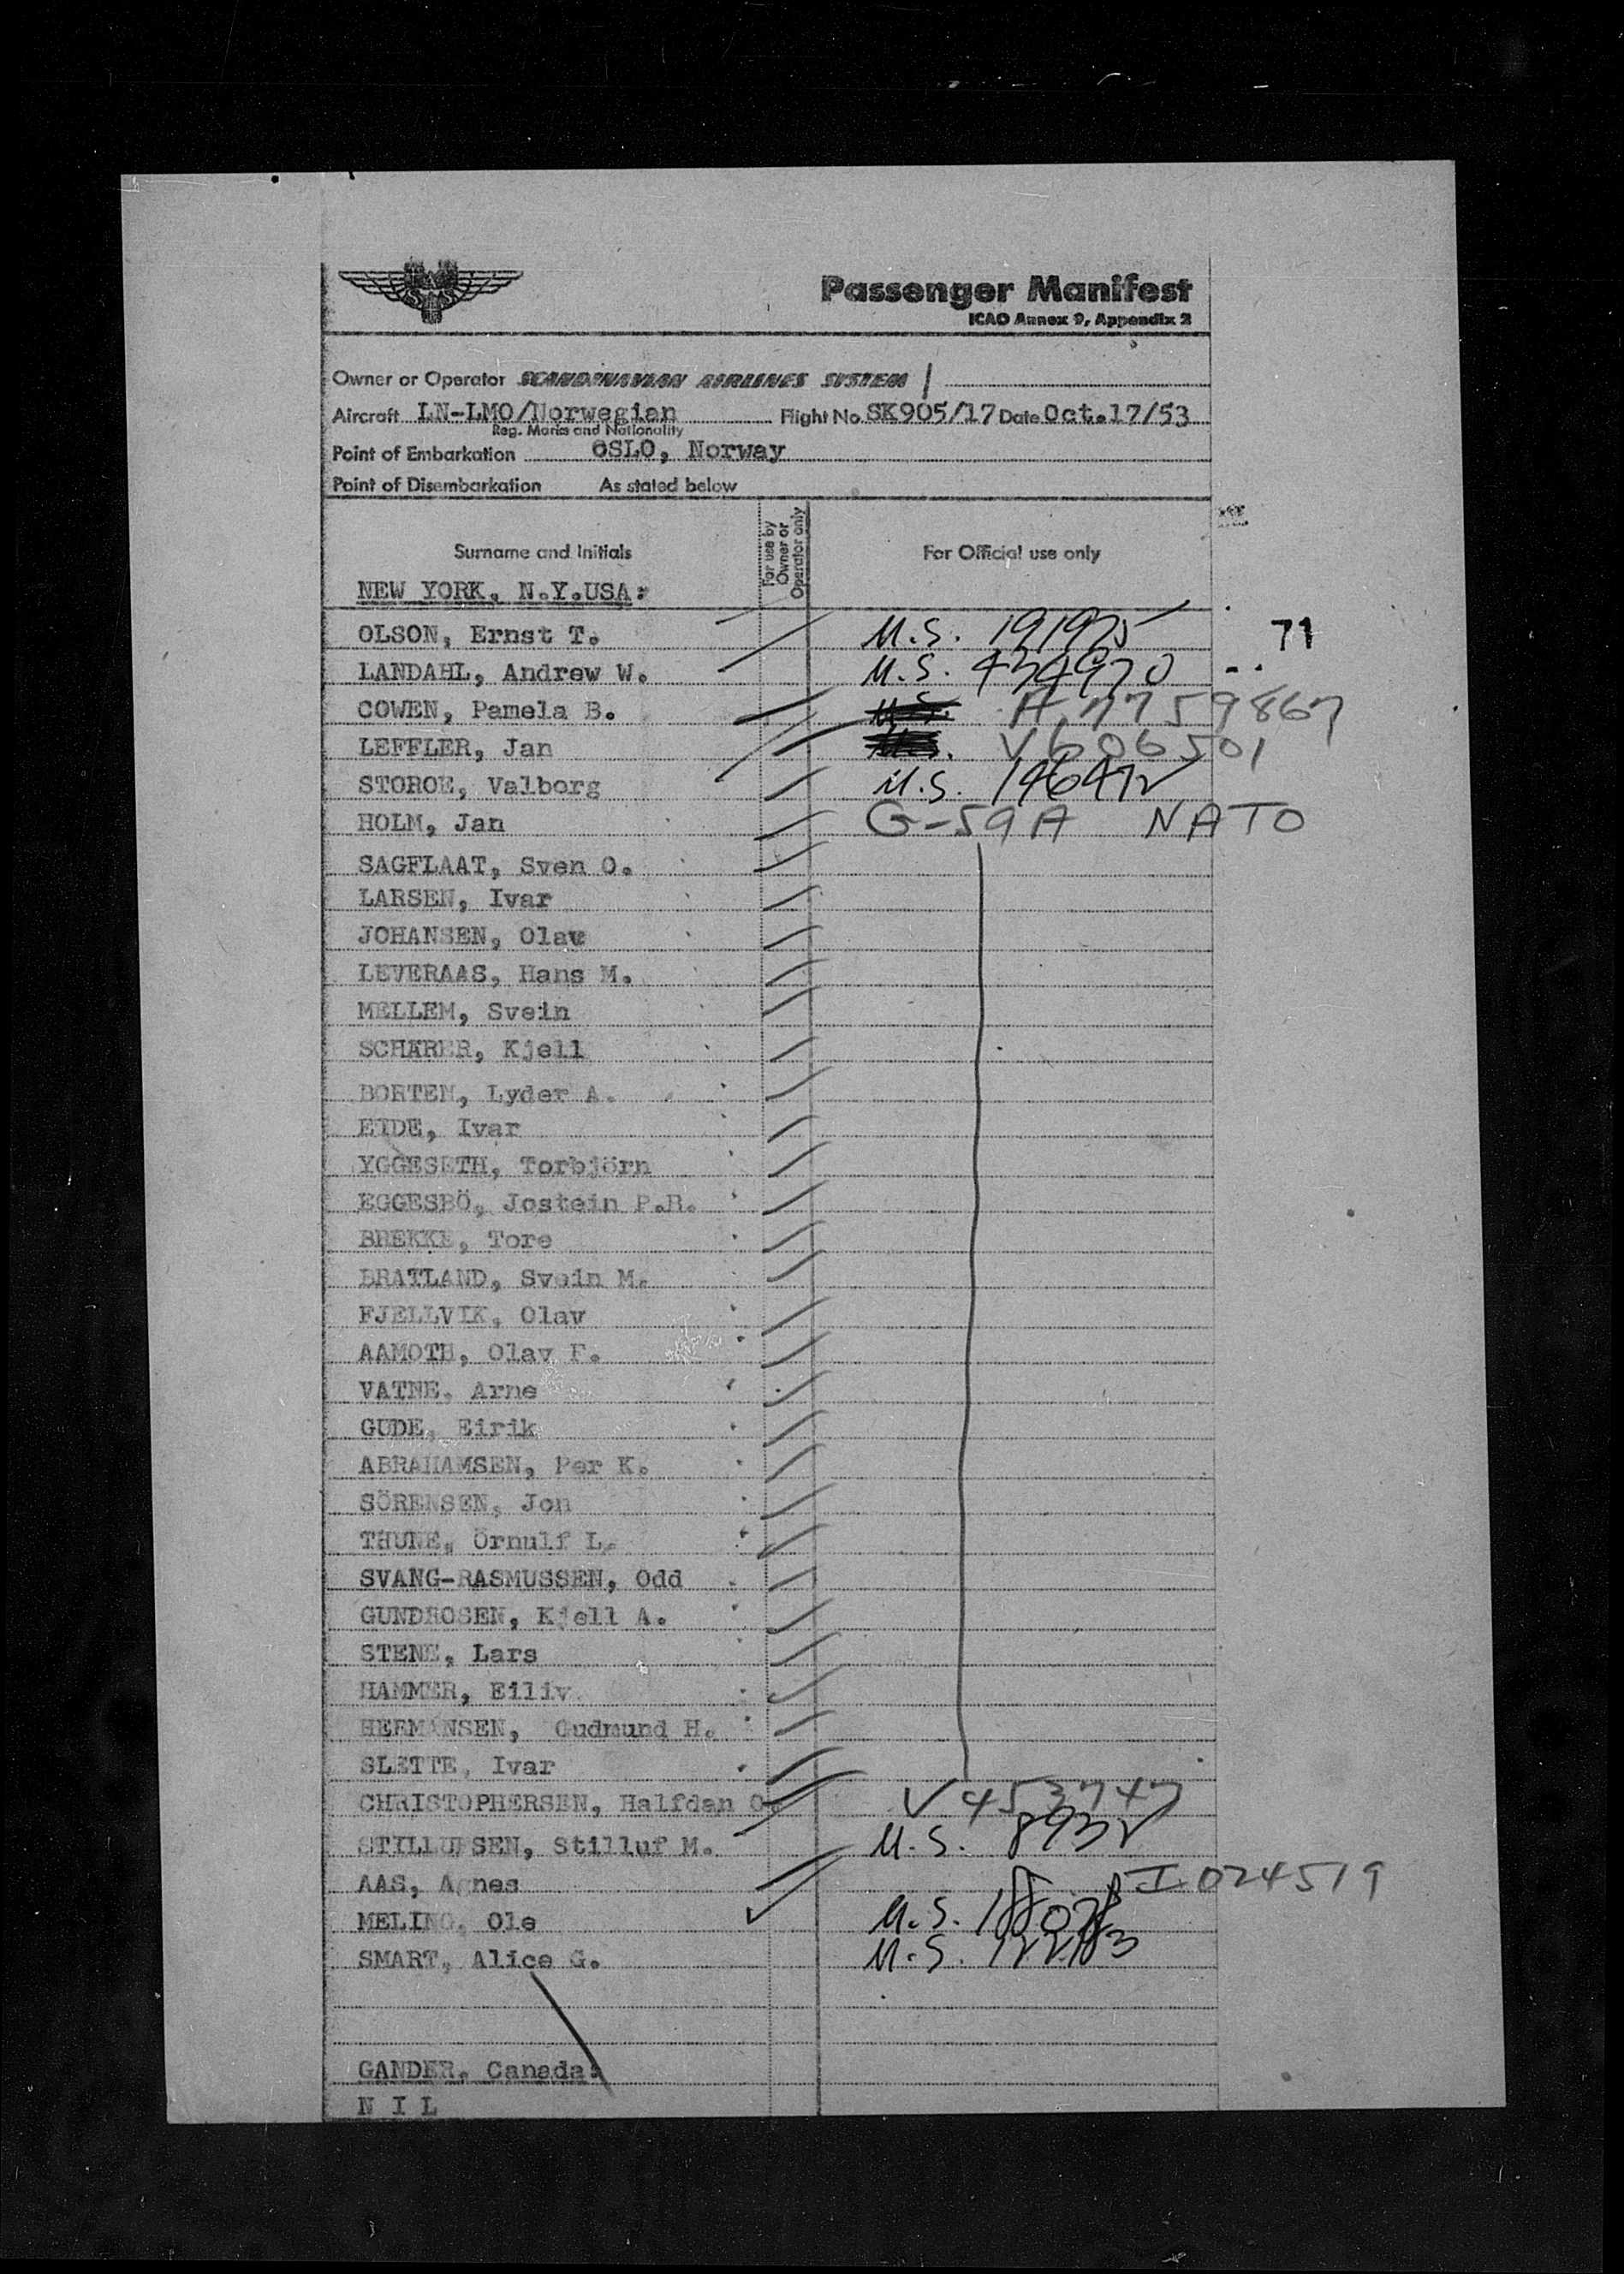 SAS
Passenger Manifest
ICAO Annex 9, Appendix 2
Owner or Operator SCANDINAVIAN AIRLINES SYSTEM
Aircraft LN-LMO/Norwegian Flight No. SK905/17 Date Oct.17/53
Reg. Marks and Nationality
Point of Embarkation OSLO, Norway
Point of Disembarkation As stated below
Surname and Initials For use by Owner or Operator only For Official use only
NEW YORK, N.Y.USA:
OLSON, Ernst T. U.S. 191975
71
LANDAHL, Andrew W. U.S. 434970
COWEN, Pamela B. A.7759867
LEFFLER, Jan V606501
STOROE, Valborg U.S.
HOLM, Jan G-59A NATO
SAGFLAAT, Sven O.
LARSEN, Ivar
JOHANSEN, Olav
LEVERAAS, Hans M.
MELLEM, Svein
SCHARER, Kjell
BORTEN, Lyder A.
EIDE, Ivar
YGGESETH, Torbjörn
EGGESBÖ, Jostein P.R.
BREKKE, Tore
BRATLAND, Svein M.
FJELLVIK, Olav
AAMOTH, Olav F.
VATNE, Arne
GUDE, Eirik
ABRAHAMSEN, Per K.
SÖRENSEN, Jon
THUNE, Örnulf L.
SVANG-RASMUSSEN, Odd
GUNDROSEN, Kjell A.
STENE, Lars
HAMMER, Eiliv
HERMANSEN, Gudmund H.
SLETTE, Ivar
CHRISTOPHERSEN, Halfdan O. V453747
STILLUFSEN, Stilluf M. U.S. 8932
AAS, Agnes I.024519
MELING, Ole U.S.
SMART, Alice G. U.S.
GANDER, Canada:
N I L